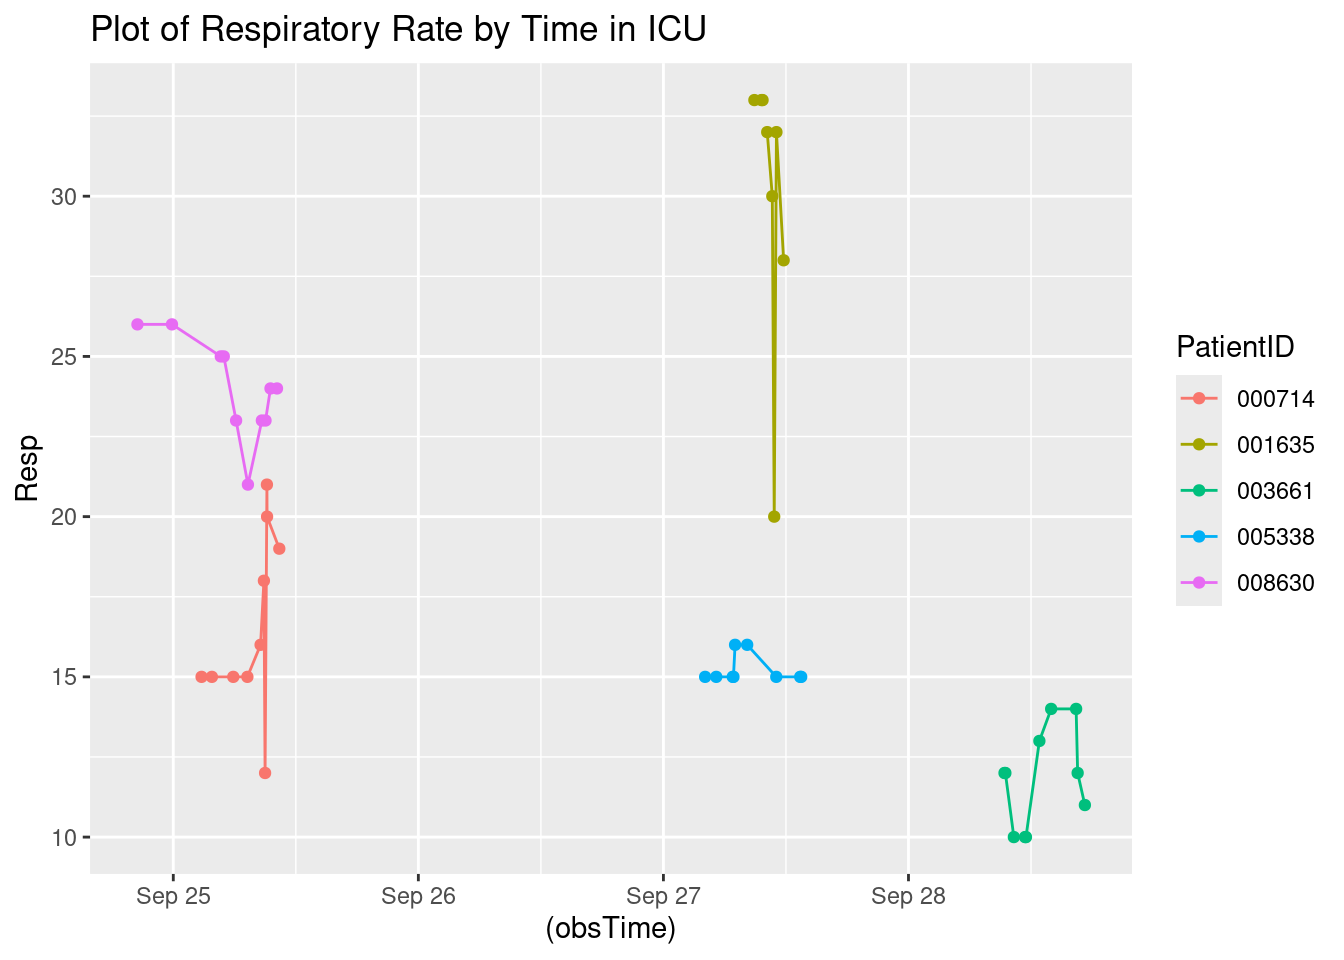 Plot of Respiratory Rate by Time in ICU
30
25
20
15
10
Resp
Sep 25 Sep 26 Sep 27 Sep 28
(obsTime)
PatientID
000714
001635
003661
005338
008630